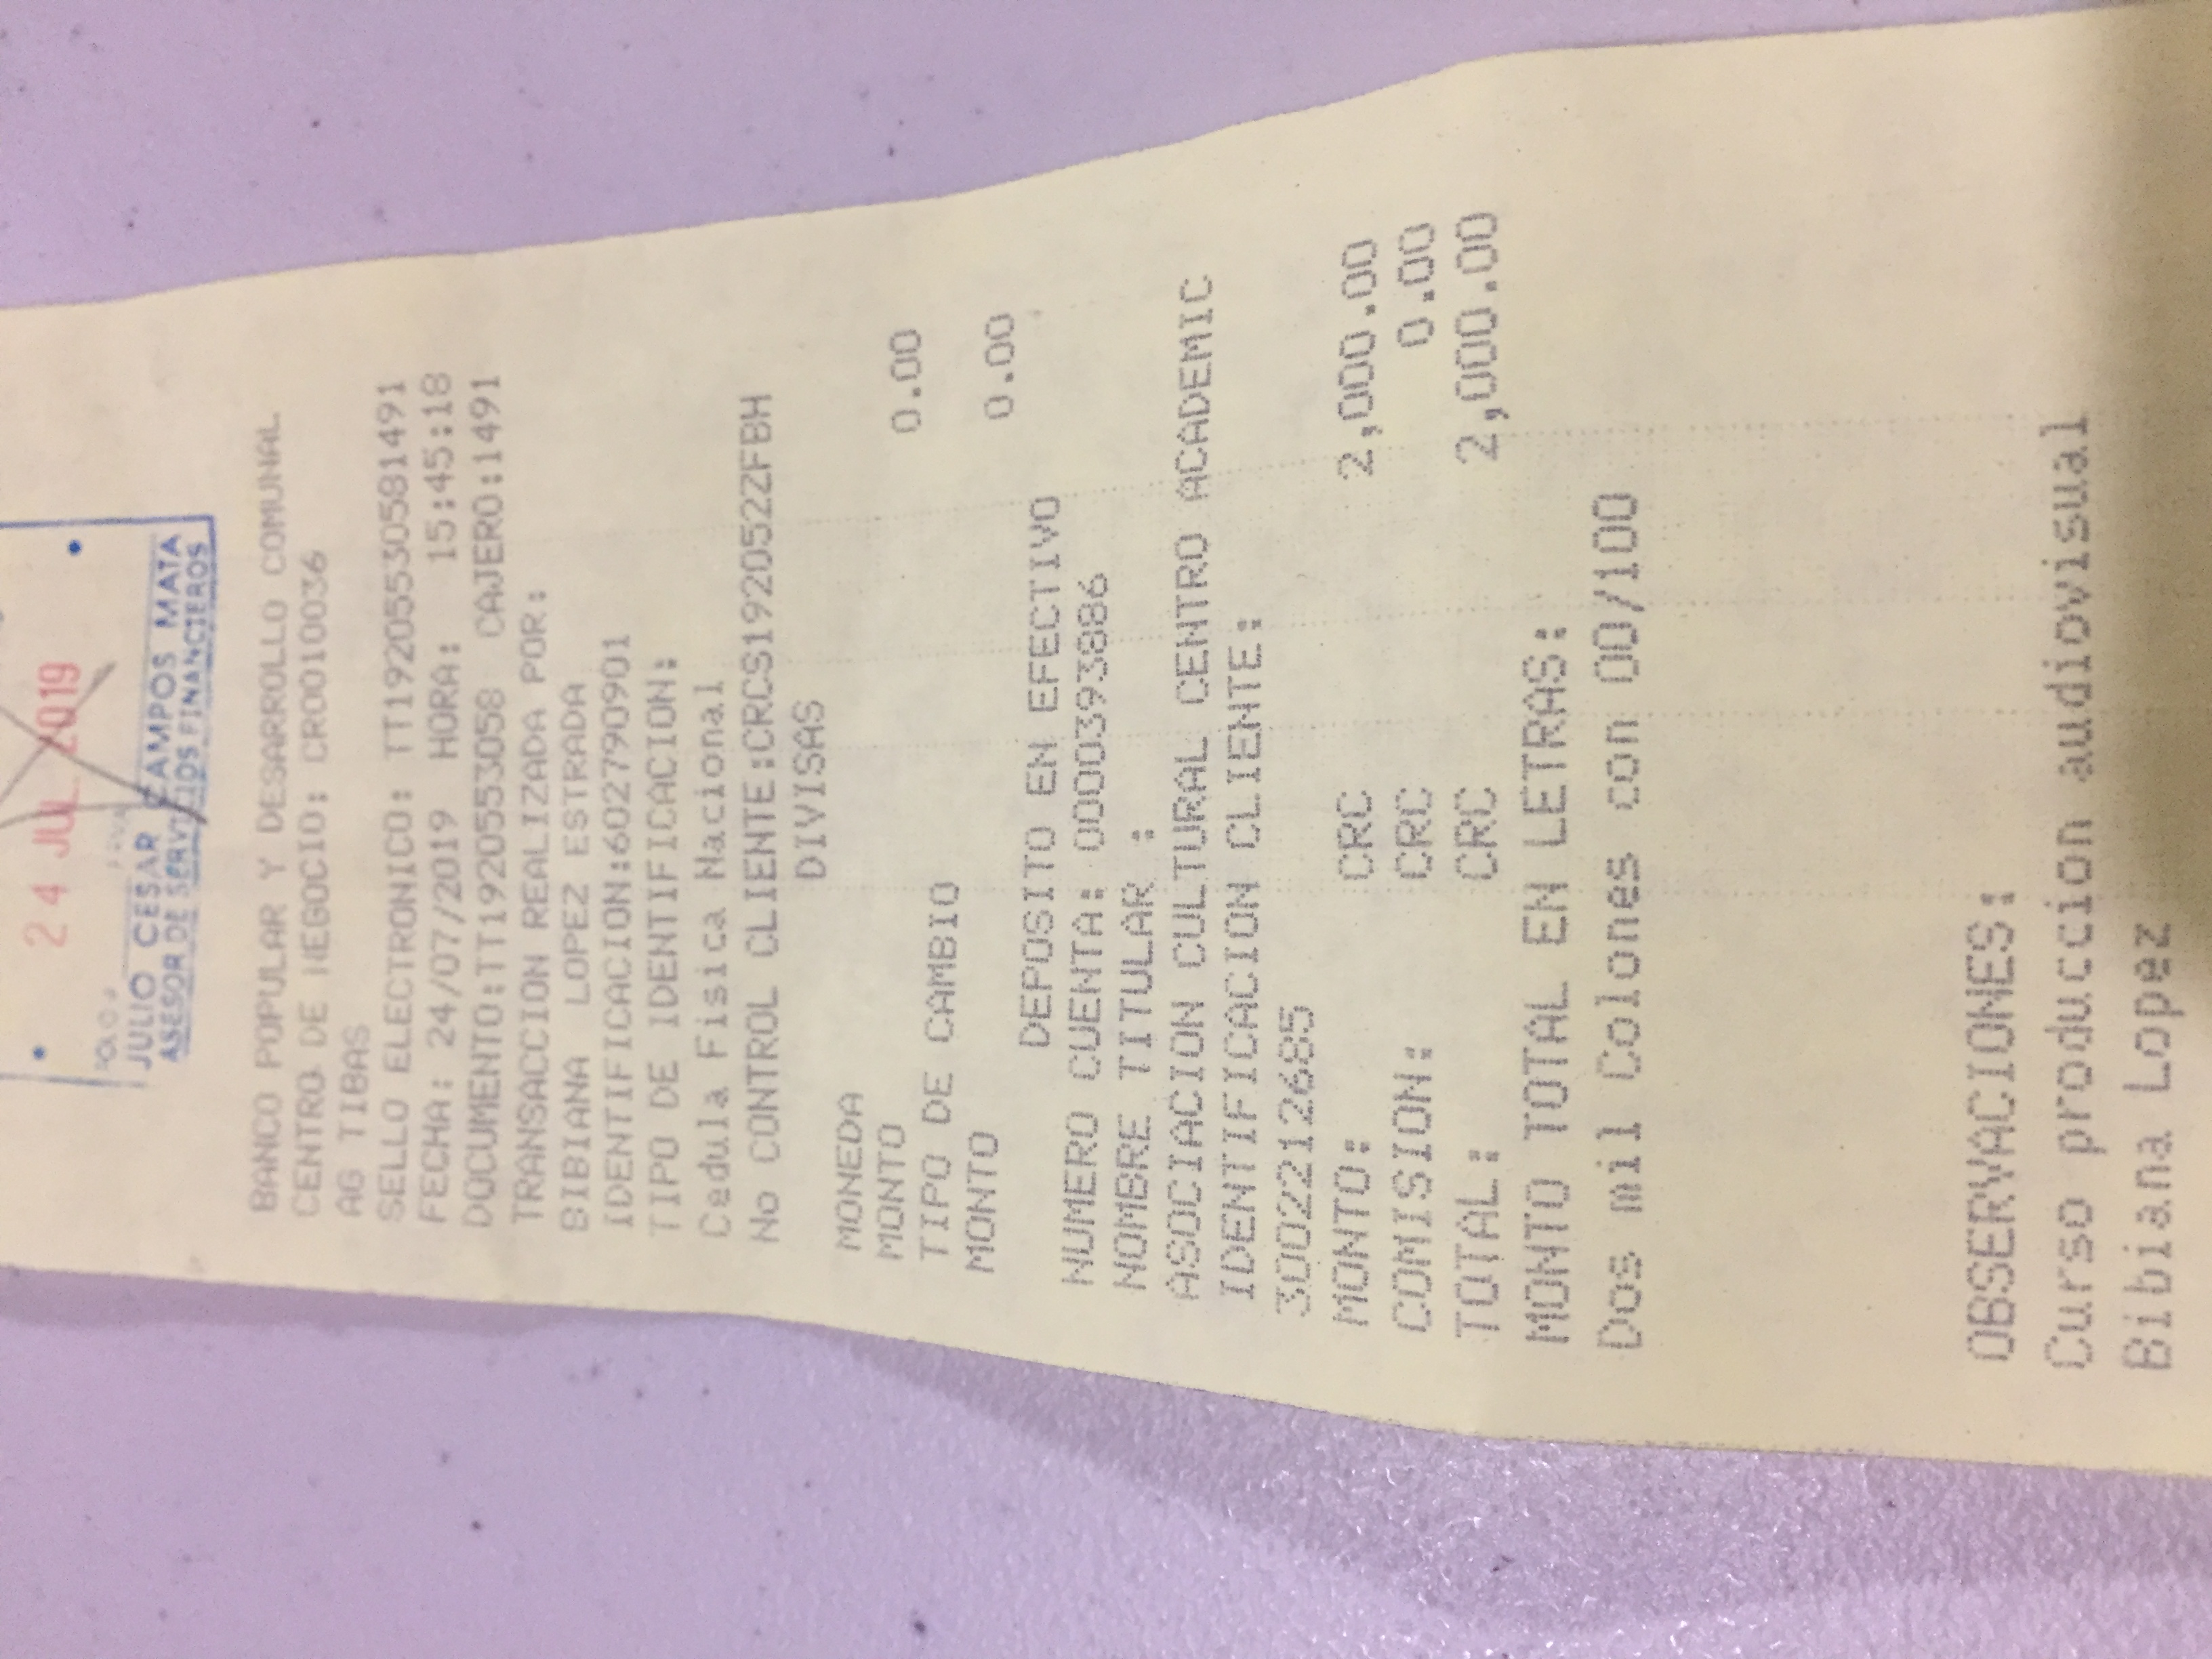 24 JUL. 2019
JULIO CESAR CAMPOS MATA
ASESOR DE SERVICIOS FINANCIEROS
BANCO POPULAR Y DESARROLLO COMUNAL
CENTRO DE NEGOCIO: CR0010036
AG TIBAS
SELLO ELECTRONICO: TT19205530581491
FECHA: 24/07/2019 HORA: 15:45:18
DOCUMENTO:TT1920553058 CAJERO:1491
TRANSACCION REALIZADA POR:
BIBIANA LOPEZ ESTRADA
IDENTIFICACION:602790901
TIPO DE IDENTIFICACION:
Cedula Fisica Nacional
No CONTROL CLIENTE:CRCS192052ZFBH
DIVISAS
MONEDA
MONTO 0.00
TIPO DE CAMBIO
MONTO 0.00
DEPOSITO EN EFECTIVO
NUMERO CUENTA: 0000393886
NOMBRE TITULAR :
ASOCIACION CULTURAL CENTRO ACADEMIC
IDENTIFICACION CLIENTE:
3002212685
MONTO: CRC 2,000.00
COMISION: CRC 0.00
TOTAL: CRC 2,000.00
MONTO TOTAL EN LETRAS:
Dos mil Colones con 00/100
OBSERVACIONES:
Curso produccion audiovisual
Bibiana Lopez